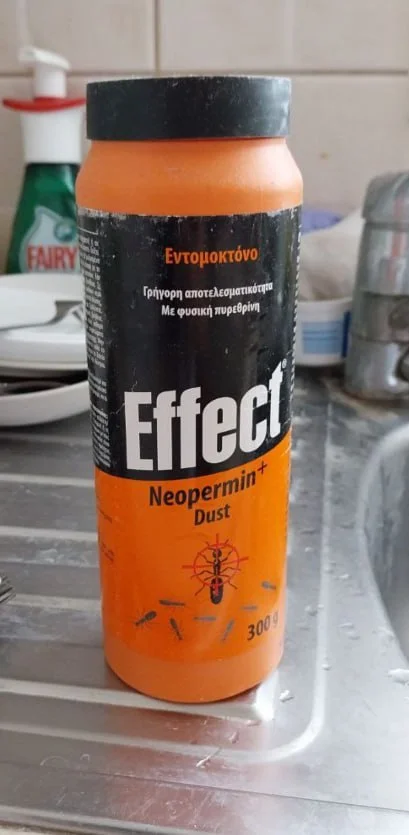 FAIRY
Εντομοκτόνο
Γρήγορη αποτελεσματικότητα
Με φυσική πυρεθρίνη
Effect®
Neopermin+
Dust
300 g